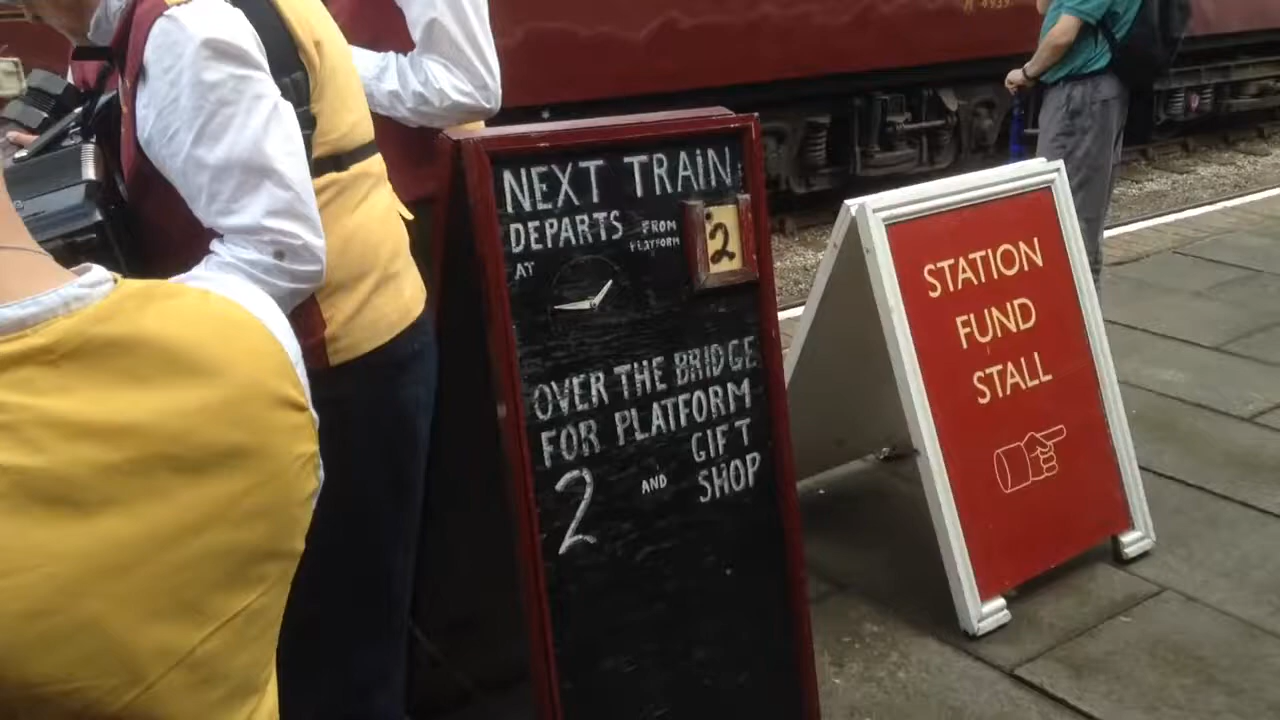 NEXT TRAIN
DEPARTS FROM PLATFORM 2
AT
OVER THE BRIDGE
FOR PLATFORM
2 AND GIFT
SHOP
STATION
FUND
STALL